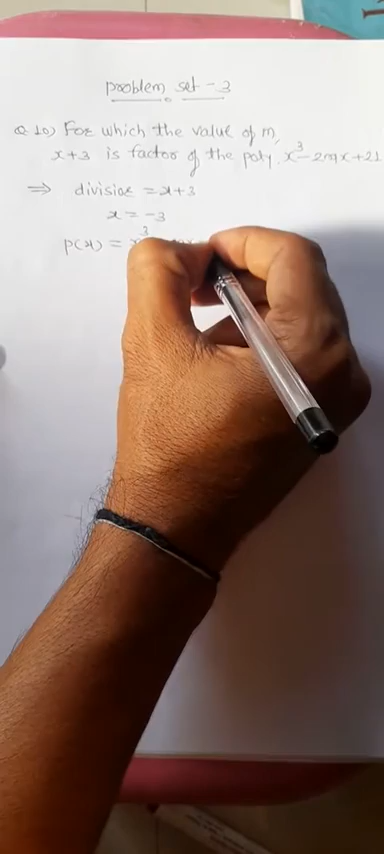 problem set - 3
Q 10) For which the value of m,
x+3 is factor of the poly. x³-2mx+21
⇒ divisior = x+3
x = -3
p(x) =